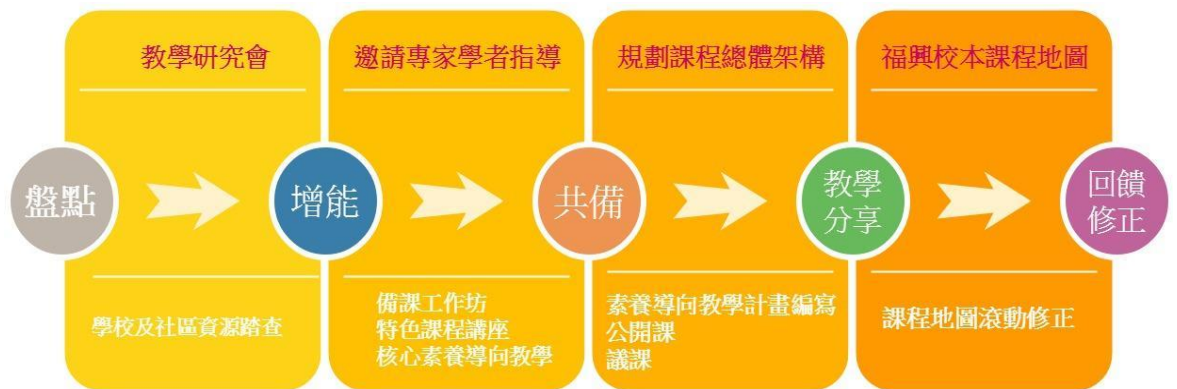 教學研究會
邀請專家學者指導
規劃課程總體架構
福興校本課程地圖
盤點
增能
共備
教學
分享
回饋
修正
學校及社區資源踏查
備課工作坊
特色課程講座
核心素養導向教學
素養導向教學計畫編寫
公開課
議課
課程地圖滾動修正